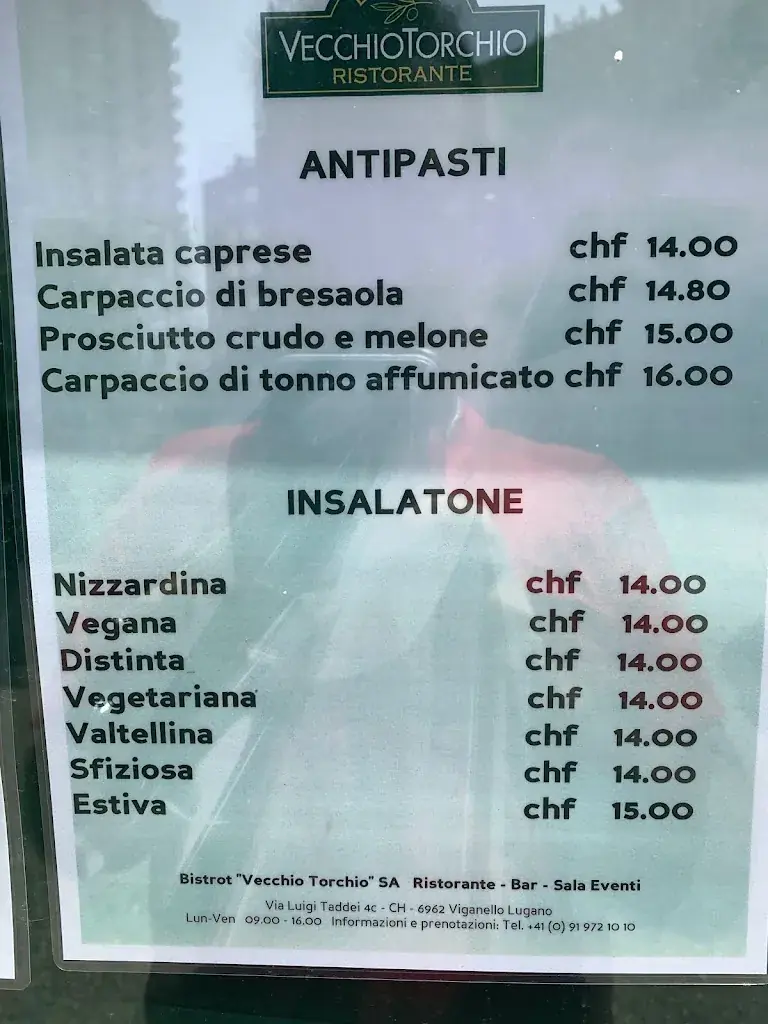 VECCHIOTORCHIO
RISTORANTE
ANTIPASTI
Insalata caprese chf 14.00
Carpaccio di bresaola chf 14.80
Prosciutto crudo e melone chf 15.00
Carpaccio di tonno affumicato chf 16.00
INSALATONE
Nizzardina chf 14.00
Vegana chf 14.00
Distinta chf 14.00
Vegetariana chf 14.00
Valtellina chf 14.00
Sfiziosa chf 14.00
Estiva chf 15.00
Bistrot "Vecchio Torchio" SA Ristorante - Bar - Sala Eventi
Via Luigi Taddei 4c - CH - 6962 Viganello Lugano
Lun-Ven 09.00 - 16.00 Informazioni e prenotazioni: Tel. +41 (0) 91 972 10 10